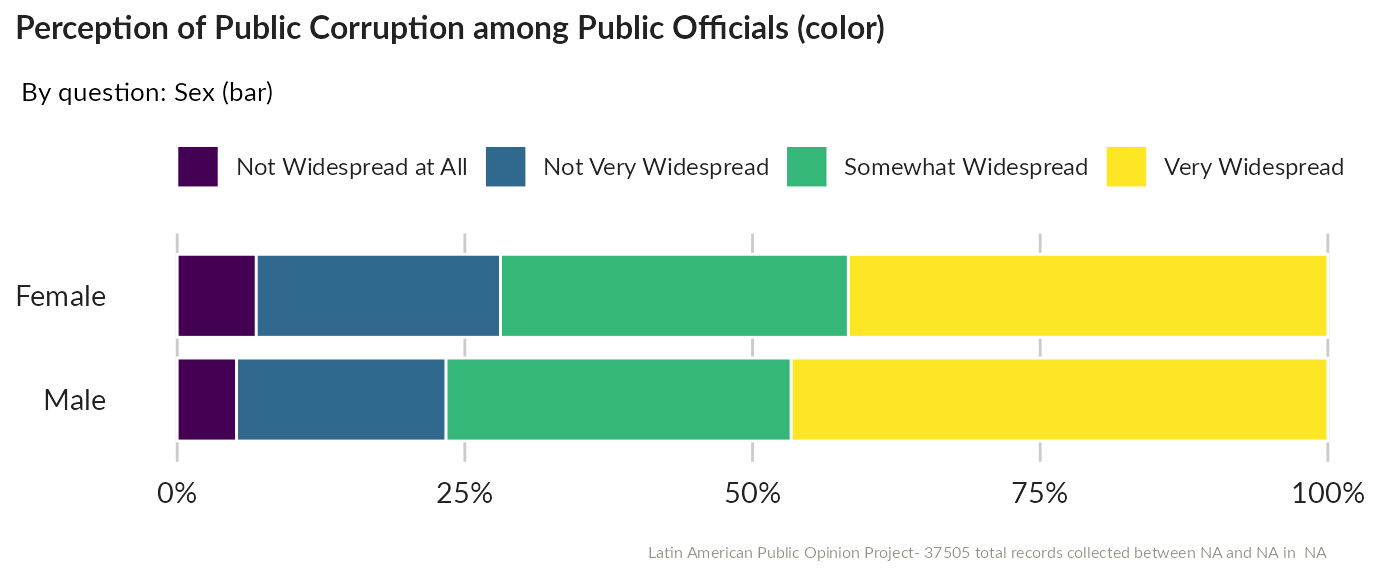 Perception of Public Corruption among Public Officials (color)
By question: Sex (bar)
Not Widespread at All Not Very Widespread Somewhat Widespread Very Widespread
Female
Male
0% 25% 50% 75% 100%
Latin American Public Opinion Project- 37505 total records collected between NA and NA in  NA